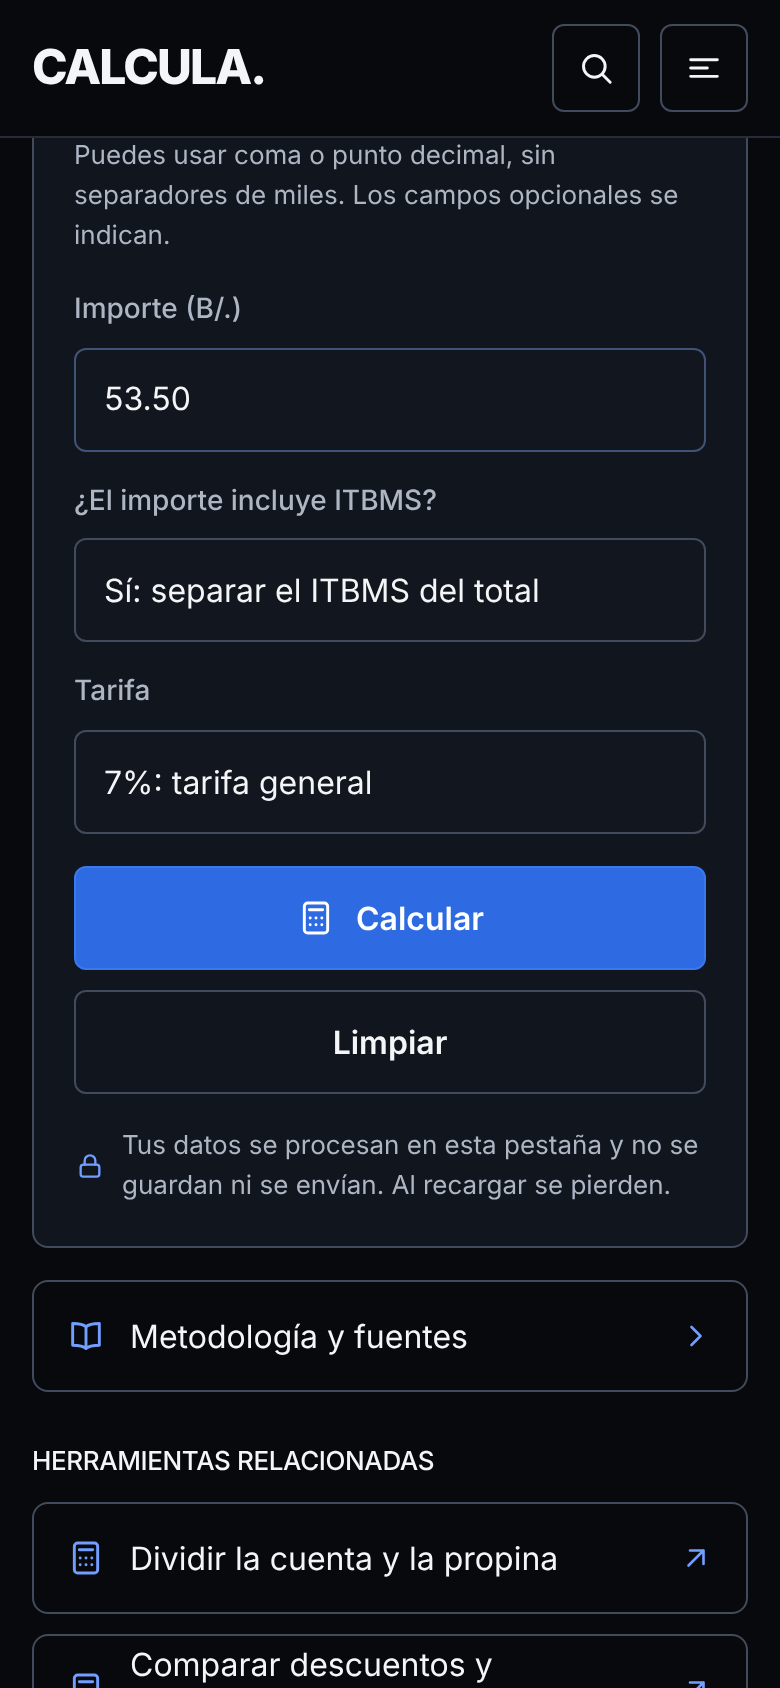 CALCULA.
Puedes usar coma o punto decimal, sin
separadores de miles. Los campos opcionales se
indican.
Importe (B/.)
53.50
¿El importe incluye ITBMS?
Sí: separar el ITBMS del total
Tarifa
7%: tarifa general
Calcular
Limpiar
Tus datos se procesan en esta pestaña y no se
guardan ni se envían. Al recargar se pierden.
Metodología y fuentes
HERRAMIENTAS RELACIONADAS
Dividir la cuenta y la propina
Comparar descuentos y